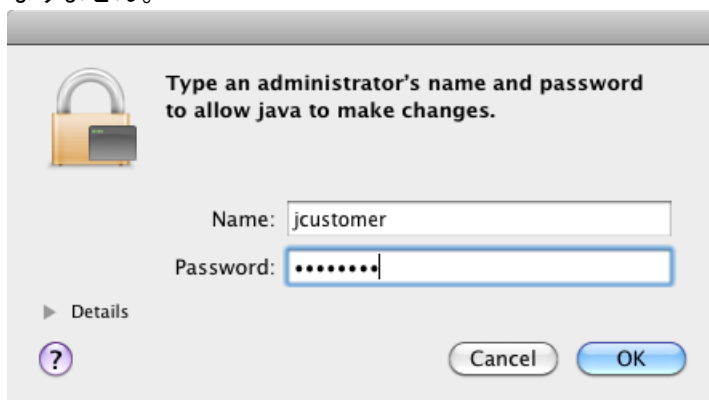 Type an administrator's name and password
to allow java to make changes.
Name: jcustomer
Password: ••••••••
Details
?
Cancel OK